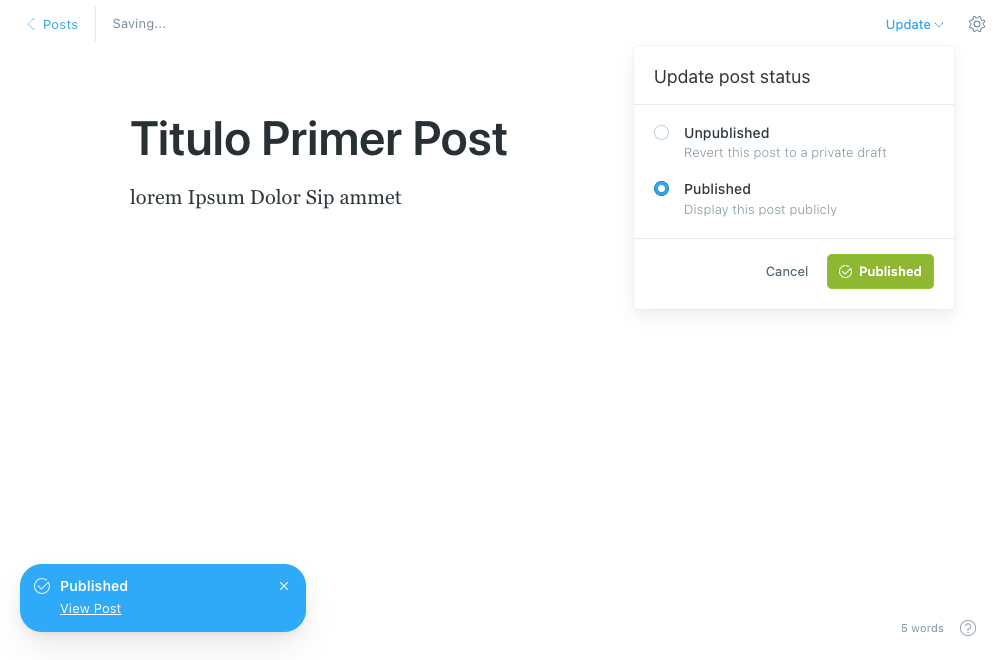 Posts
Saving...
Update
Update post status
Unpublished
Revert this post to a private draft
Published
Display this post publicly
Cancel
Published
Titulo Primer Post
lorem Ipsum Dolor Sip ammet
Published
View Post
5 words
?